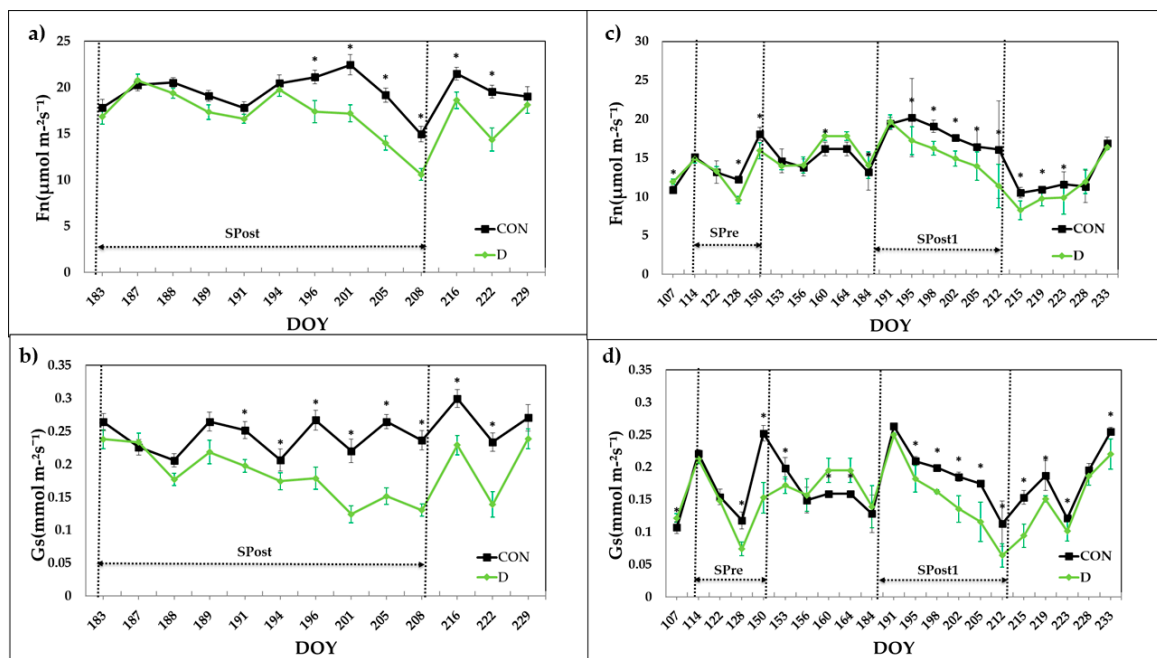 a)
25
20
15
10
5
0
Fn(µmol m-²s⁻¹)
* * * * * *
SPost
CON
D
183 187 188 189 191 194 196 201 205 208 216 222 229
DOY
c)
30
25
20
15
10
5
0
Fn(µmol m-²s⁻¹)
* * * * * * * * * * * * *
SPre
SPost1
CON
D
107 114 122 128 150 153 156 160 164 184 191 195 198 202 205 212 215 219 223 228 233
DOY
b)
0.35
0.3
0.25
0.2
0.15
0.1
0.05
0
Gs(mmol m-²s⁻¹)
* * * * * * * *
SPost
CON
D
183 187 188 189 191 194 196 201 205 208 216 222 229
DOY
d)
0.35
0.3
0.25
0.2
0.15
0.1
0.05
0
Gs(mmol m-²s⁻¹)
* * * * * * * * * * * * * * *
SPre
SPost1
CON
D
107 114 122 128 150 153 156 160 164 184 191 195 198 202 205 212 215 219 223 228 233
DOY